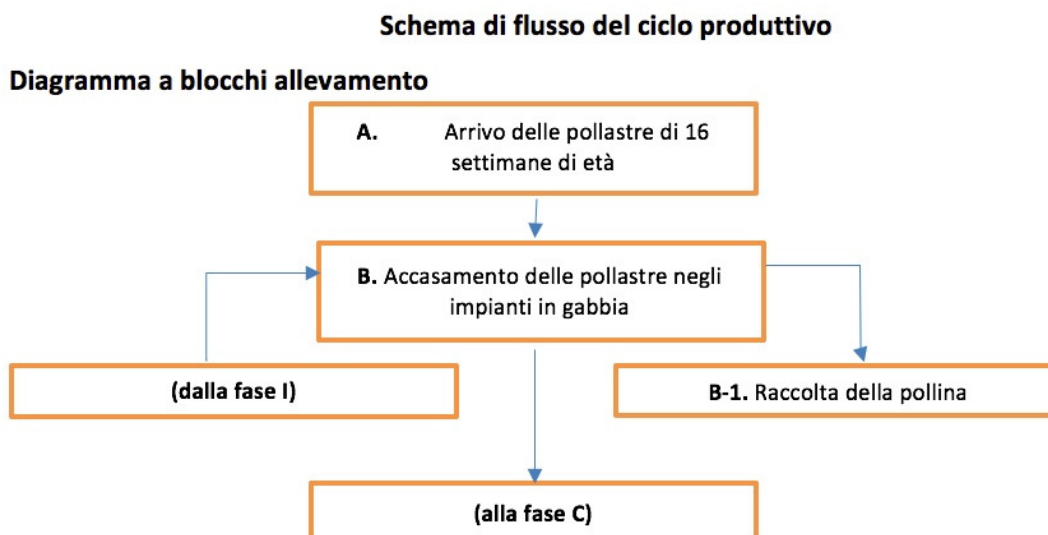 Schema di flusso del ciclo produttivo
Diagramma a blocchi allevamento
A. Arrivo delle pollastre di 16
settimane di età
B. Accasamento delle pollastre negli
impianti in gabbia
(dalla fase I)
B-1. Raccolta della pollina
(alla fase C)